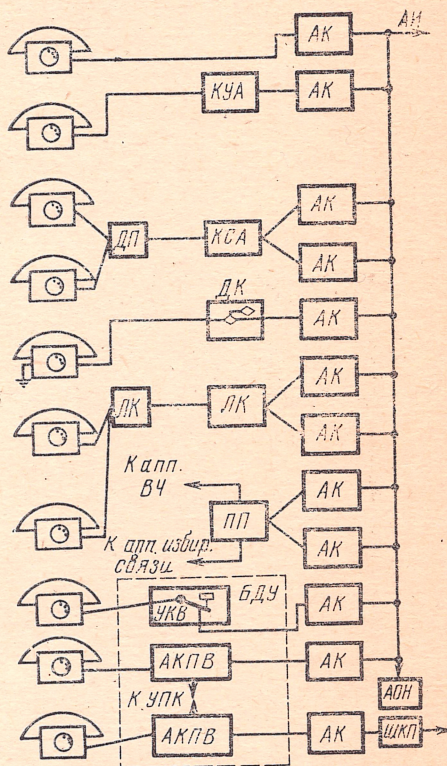 АК
АИ
КУА
АК
АК
ДП
КСА
АК
ДК
АК
АК
ЛК
ЛК
АК
К апп.
ВЧ
АК
ПП
АК
К апп. избир.
связи
БДУ
УКВ
АК
АКПВ
АК
АОН
К УПК
АКПВ
АК
ШКП